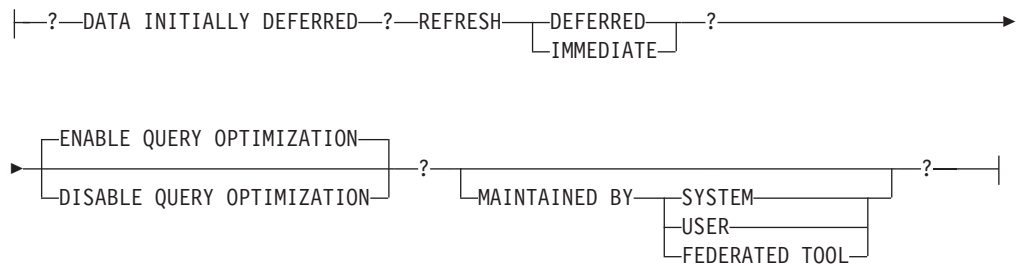 ? DATA INITIALLY DEFERRED ? REFRESH DEFERRED ?
IMMEDIATE
ENABLE QUERY OPTIMIZATION
? ?
DISABLE QUERY OPTIMIZATION MAINTAINED BY SYSTEM
USER
FEDERATED TOOL